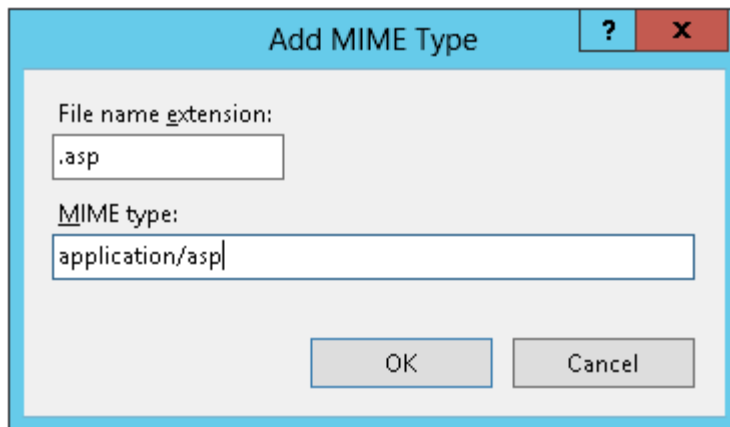 Add MIME Type
?
x
File name extension:
.asp
MIME type:
application/asp
OK
Cancel